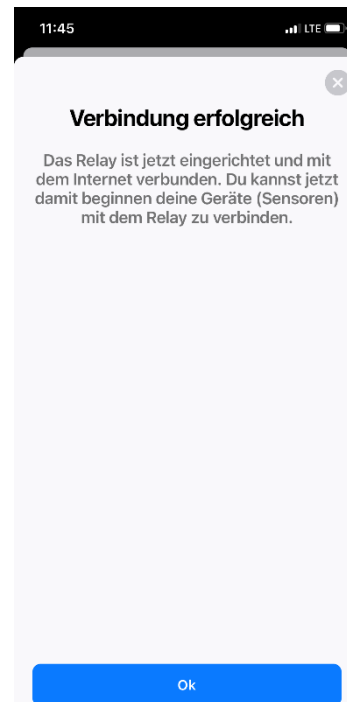 11:45
LTE
Verbindung erfolgreich
Das Relay ist jetzt eingerichtet und mit
dem Internet verbunden. Du kannst jetzt
damit beginnen deine Geräte (Sensoren)
mit dem Relay zu verbinden.
Ok